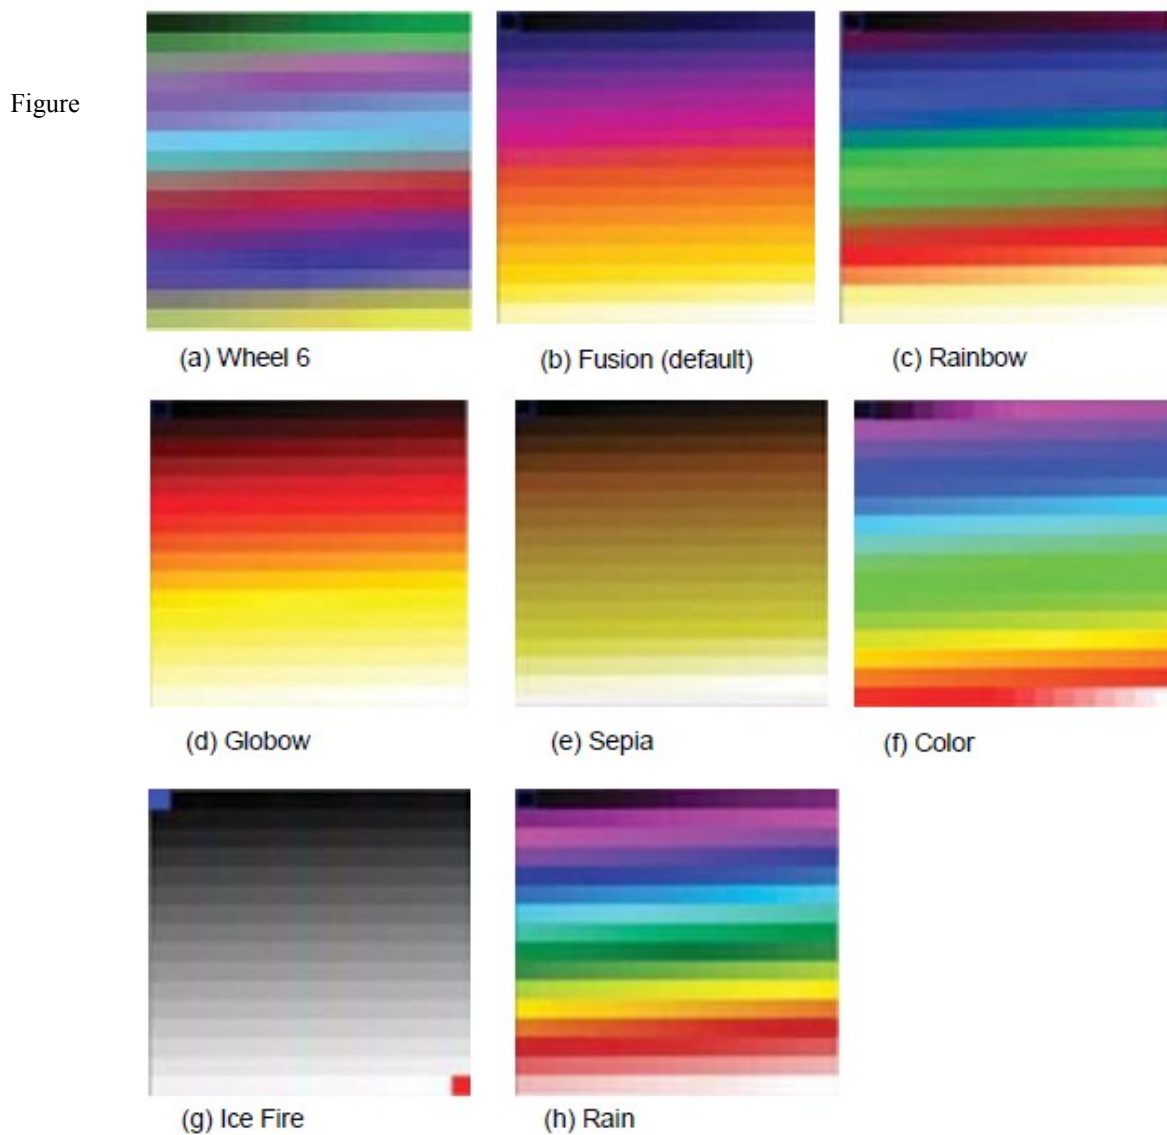 Figure
(a) Wheel 6
(b) Fusion (default)
(c) Rainbow
(d) Globow
(e) Sepia
(f) Color
(g) Ice Fire
(h) Rain